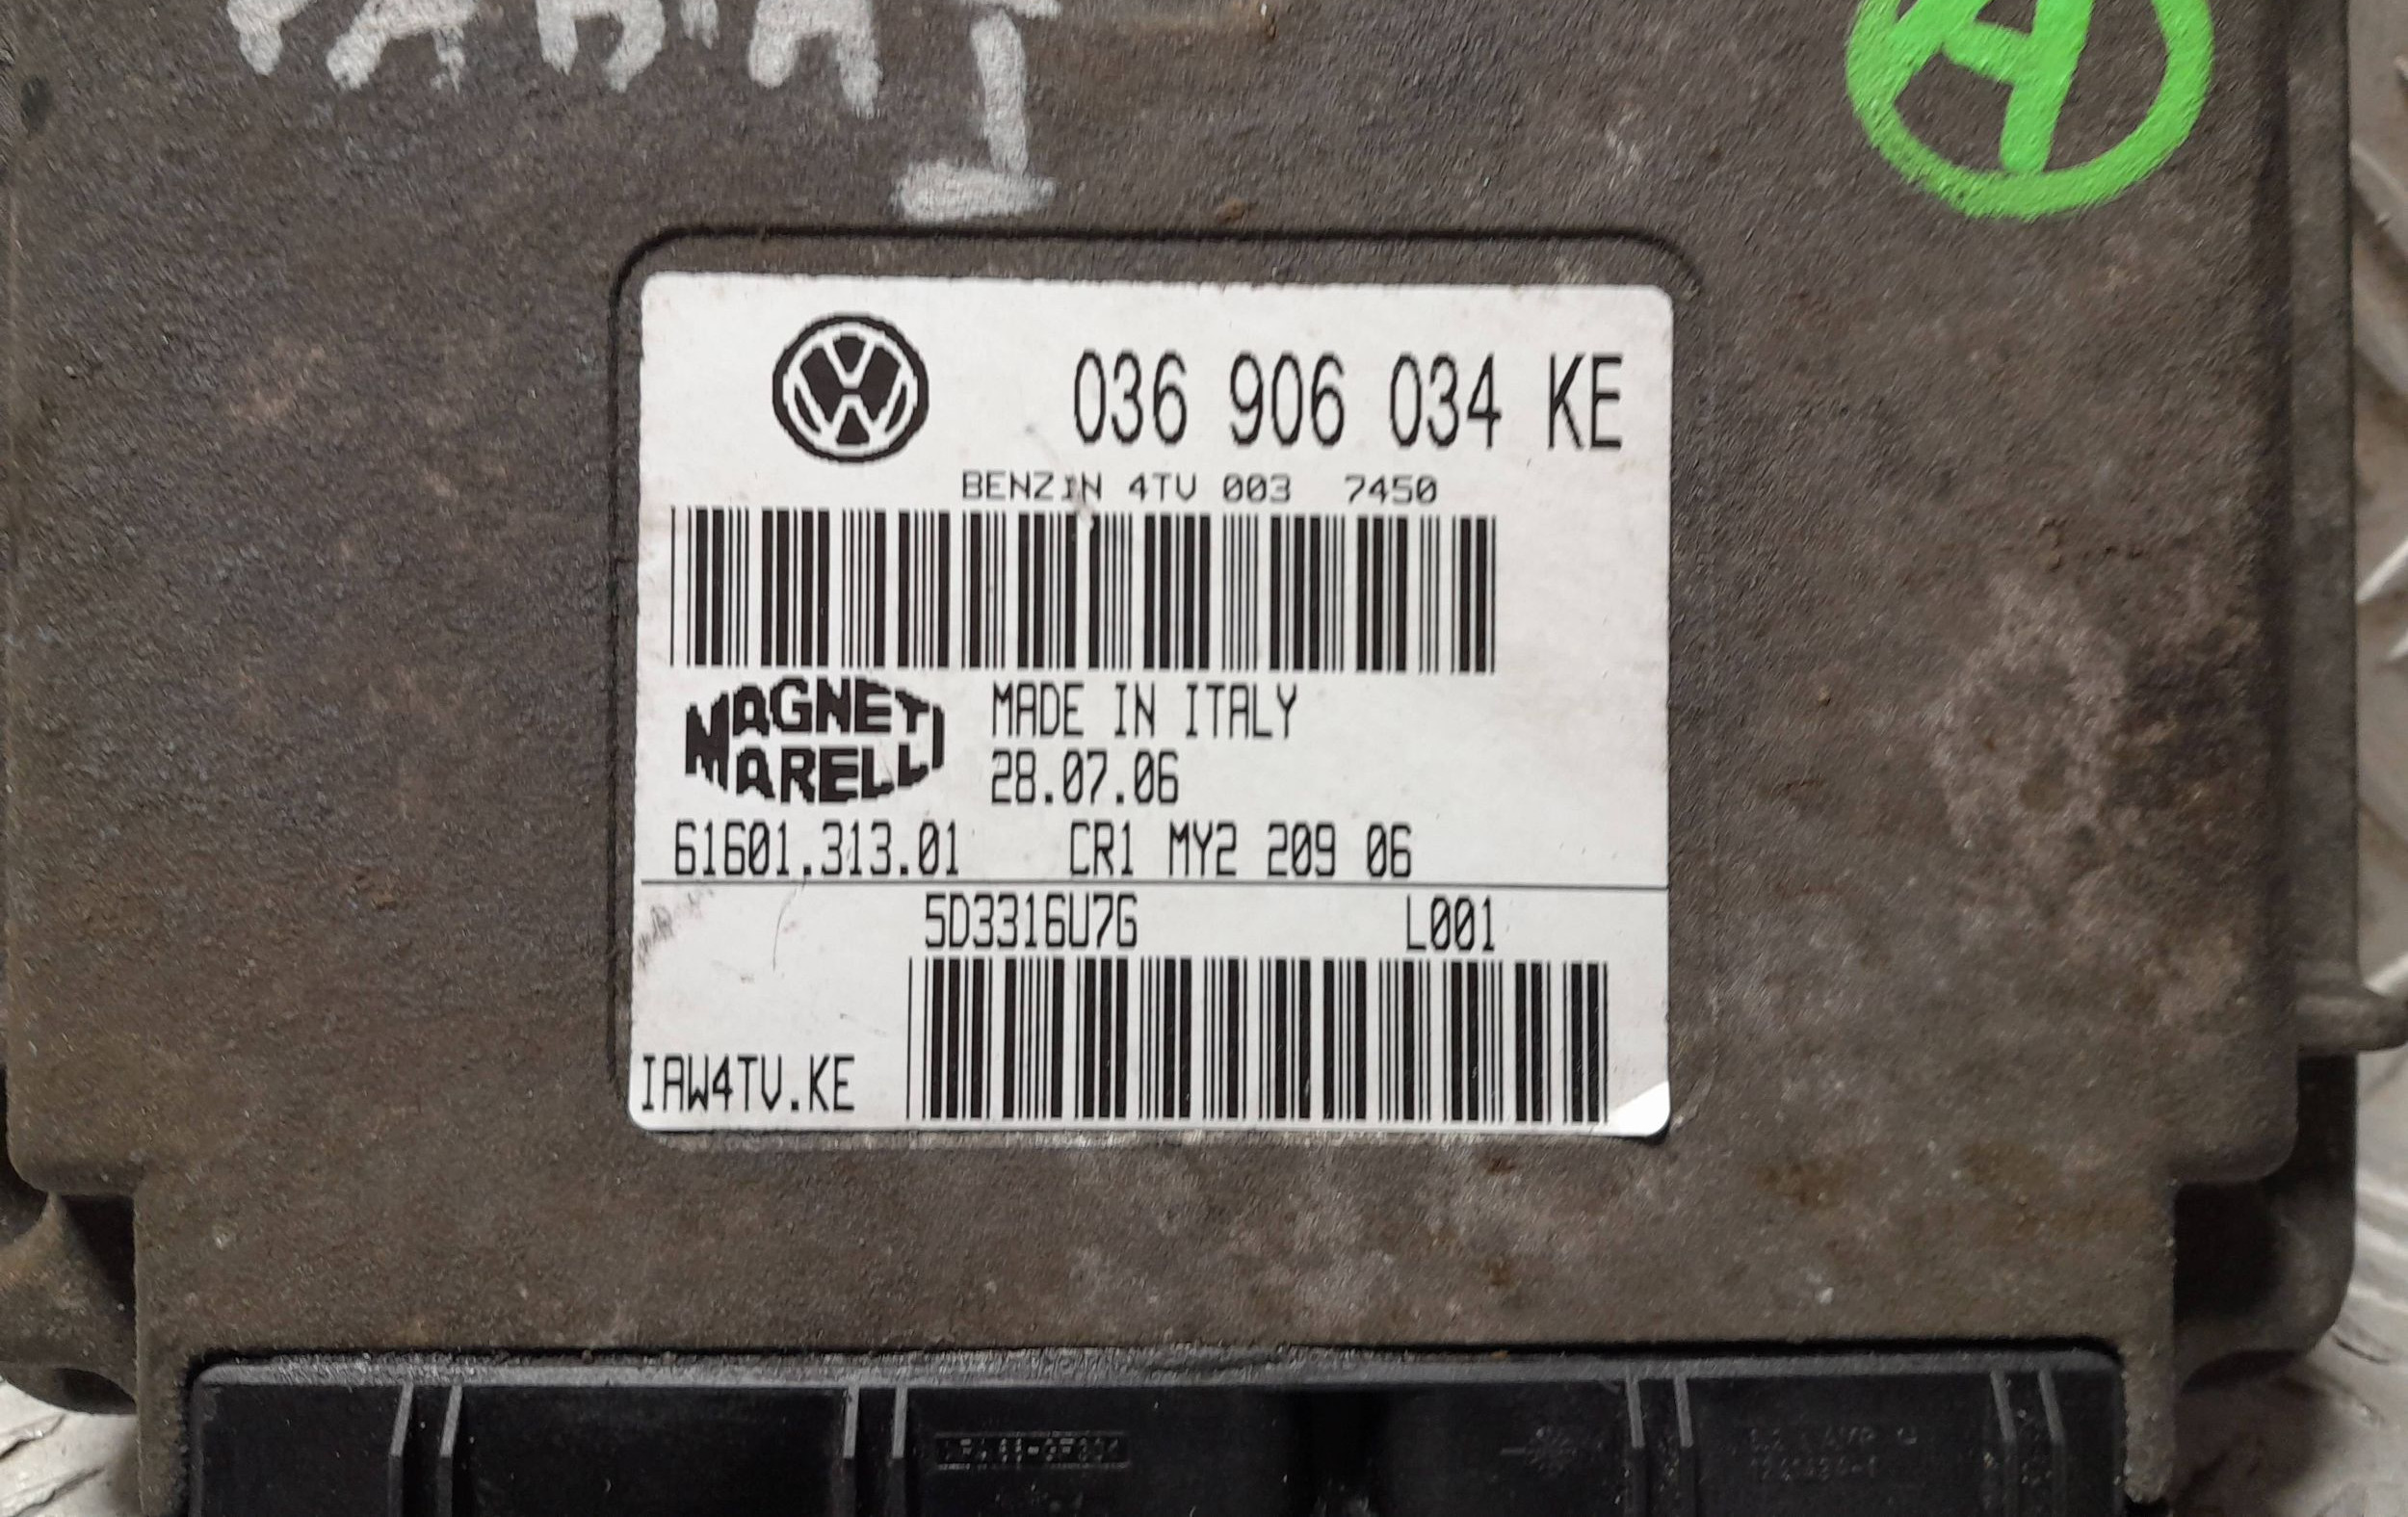 FABIA I
A
036 906 034 KE
BENZIN 4TV 003 7450
MAGNETI MARELLI
MADE IN ITALY
28.07.06
61601.313.01 CR1 MY2 209 06
5D3316U7G L001
IAW4TV.KE